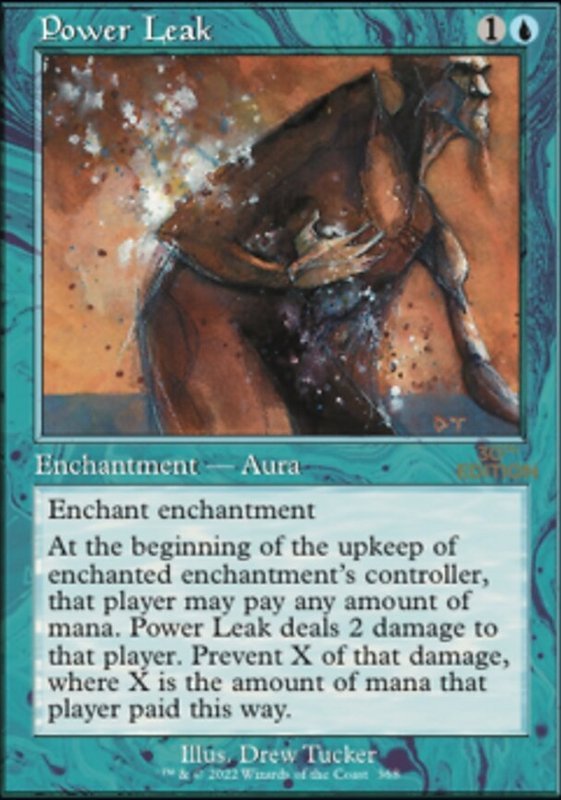 Power Leak 1
DT
30TH
EDITION
Enchantment — Aura
Enchant enchantment
At the beginning of the upkeep of
enchanted enchantment's controller,
that player may pay any amount of
mana. Power Leak deals 2 damage to
that player. Prevent X of that damage,
where X is the amount of mana that
player paid this way.
Illus. Drew Tucker
™ & © 2022 Wizards of the Coast 368